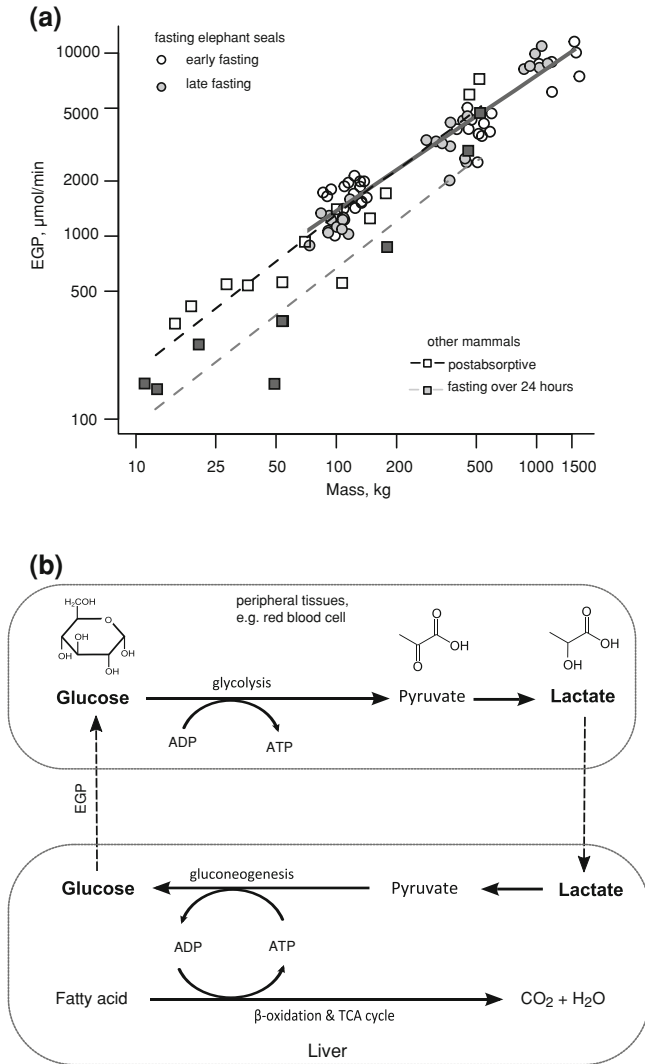 (a)
fasting elephant seals
early fasting
late fasting
EGP, µmol/min
10000
5000
2000
1000
500
100
other mammals
postabsorptive
fasting over 24 hours
10 25 50 100 200 500 1000 1500
Mass, kg
(b)
peripheral tissues,
e.g. red blood cell
H2COH
O
OH
OH
OH
OH
O
OH
O
O
OH
OH
Glucose
glycolysis
Pyruvate
Lactate
ADP
ATP
EGP
Glucose
gluconeogenesis
Pyruvate
Lactate
ADP
ATP
Fatty acid
β-oxidation & TCA cycle
CO2 + H2O
Liver